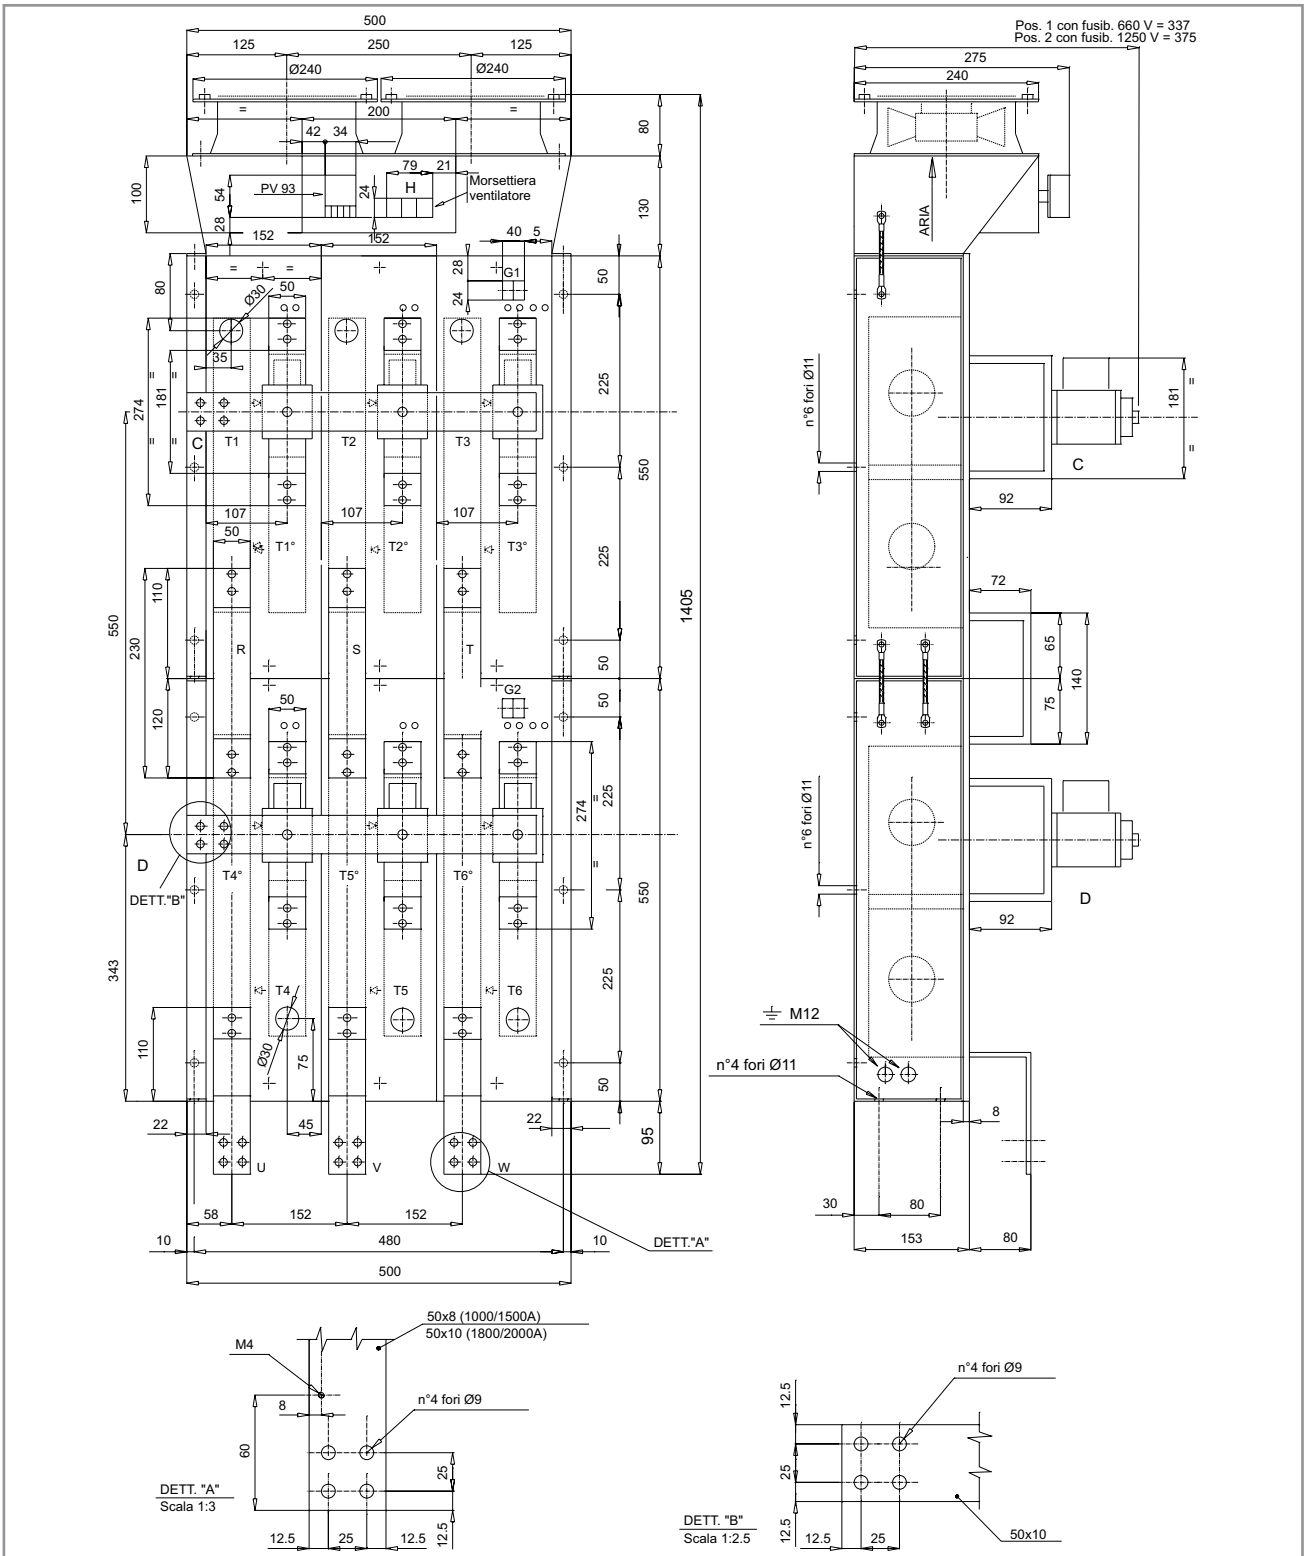 500
125 250 125
Ø240 Ø240
= 200 =
42 34
79 21
H
PV 93
24
Morsettiera
ventilatore
100
54
28
80
130
152 152
40 5
= =
28
G1
24
50
80
Ø30
50
35
274
=
=
181
=
=
225
550
C T1 T2 T3
107 107 107
50
T1° T2° T3°
225
110
550
230
R S T
1405
50
G2
50
50
120
274
=
=
225
D
T4° T5° T6°
DETT."B"
550
343
225
T4 T5 T6
110
Ø30
75
50
22 45 22
95
U V W
58 152 152
10 480 10
DETT."A"
500
Pos. 1 con fusib. 660 V = 337
Pos. 2 con fusib. 1250 V = 375
275
240
ARIA
n°6 fori Ø11
181
=
=
C
92
72
65
140
75
n°6 fori Ø11
D
92
M12
n°4 fori Ø11
8
30 80
153 80
50x8 (1000/1500A)
50x10 (1800/2000A)
M4
8
n°4 fori Ø9
60
25
DETT. "A"
Scala 1:3
12.5 25 12.5
12.5
n°4 fori Ø9
12.5
25
12.5
DETT. "B"
Scala 1:2.5
12.5 25
50x10